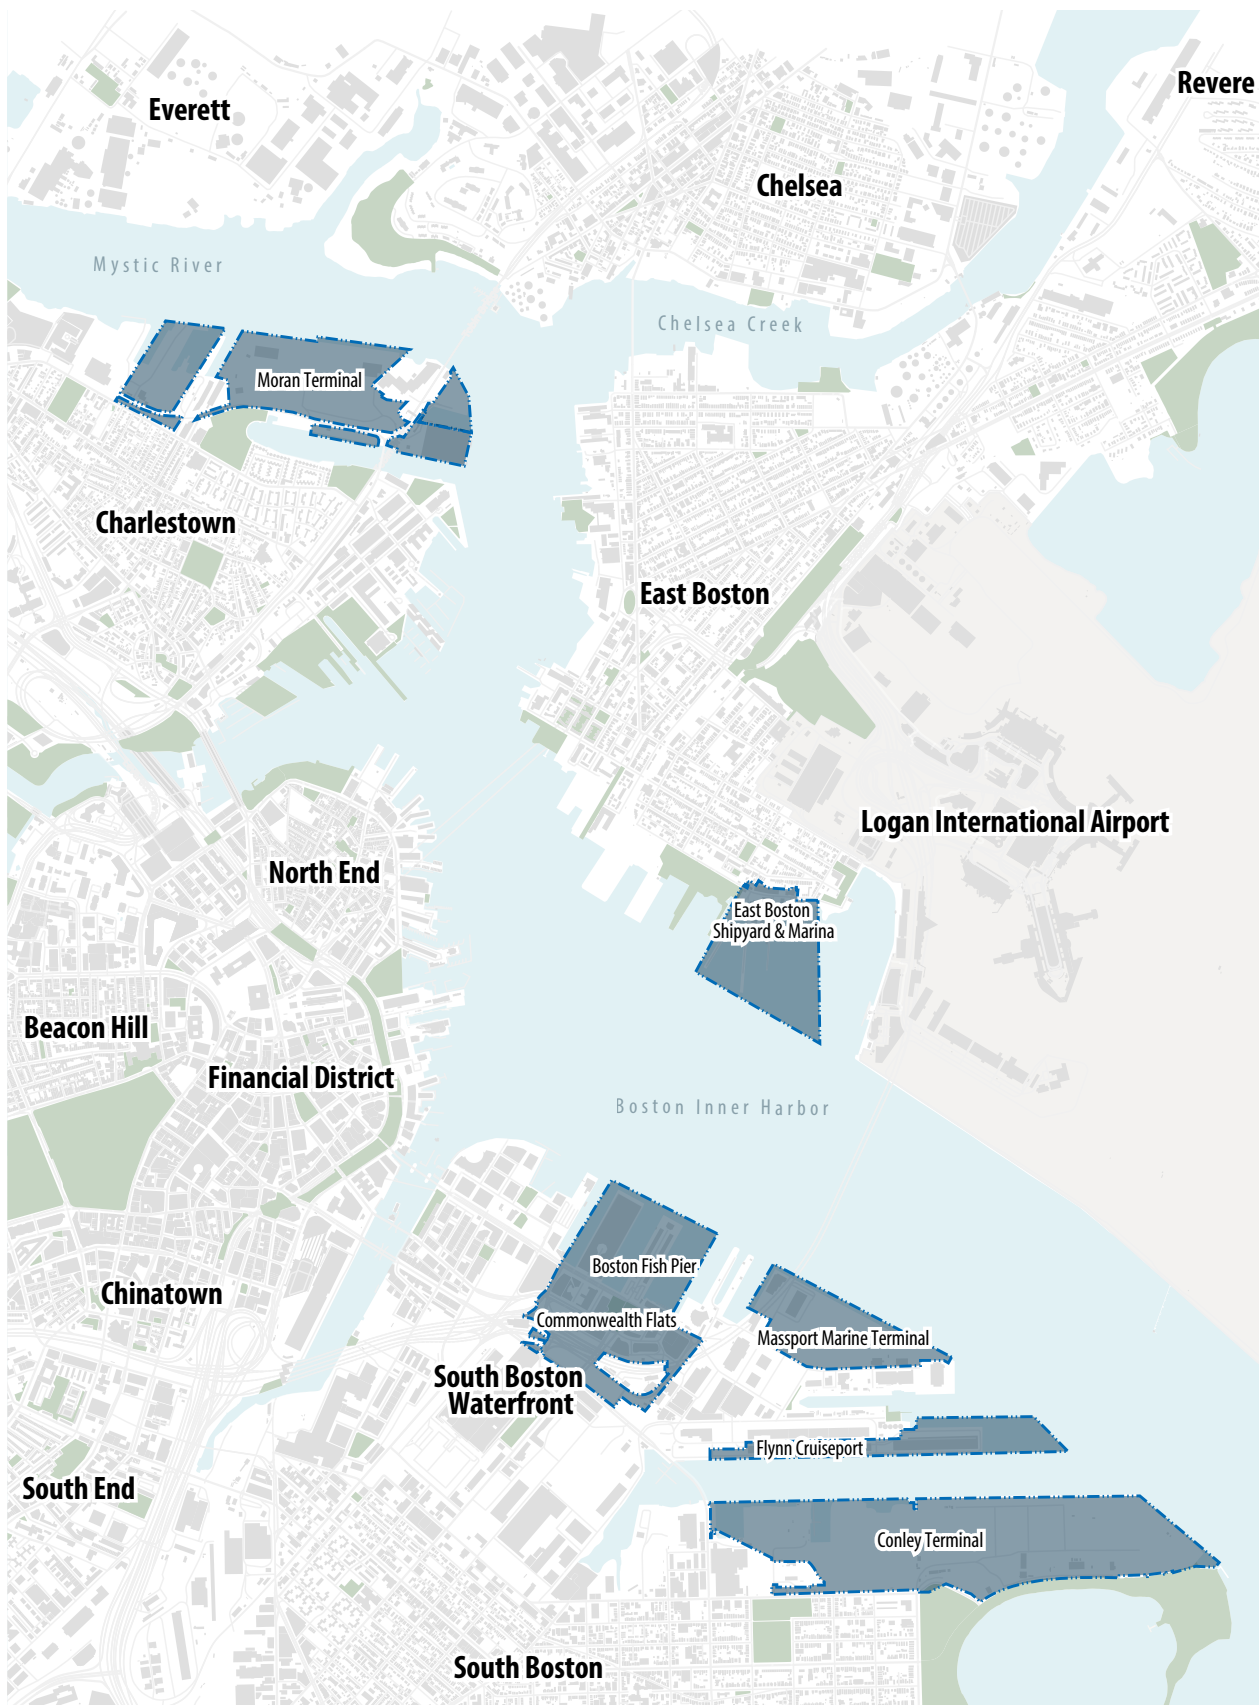 Revere
Everett
Chelsea
Mystic River
Chelsea Creek
Moran Terminal
Charlestown
East Boston
Logan International Airport
North End
East Boston
Shipyard & Marina
Beacon Hill
Financial District
Boston Inner Harbor
Boston Fish Pier
Chinatown
Commonwealth Flats
Massport Marine Terminal
South Boston
Waterfront
Flynn Cruiseport
South End
Conley Terminal
South Boston